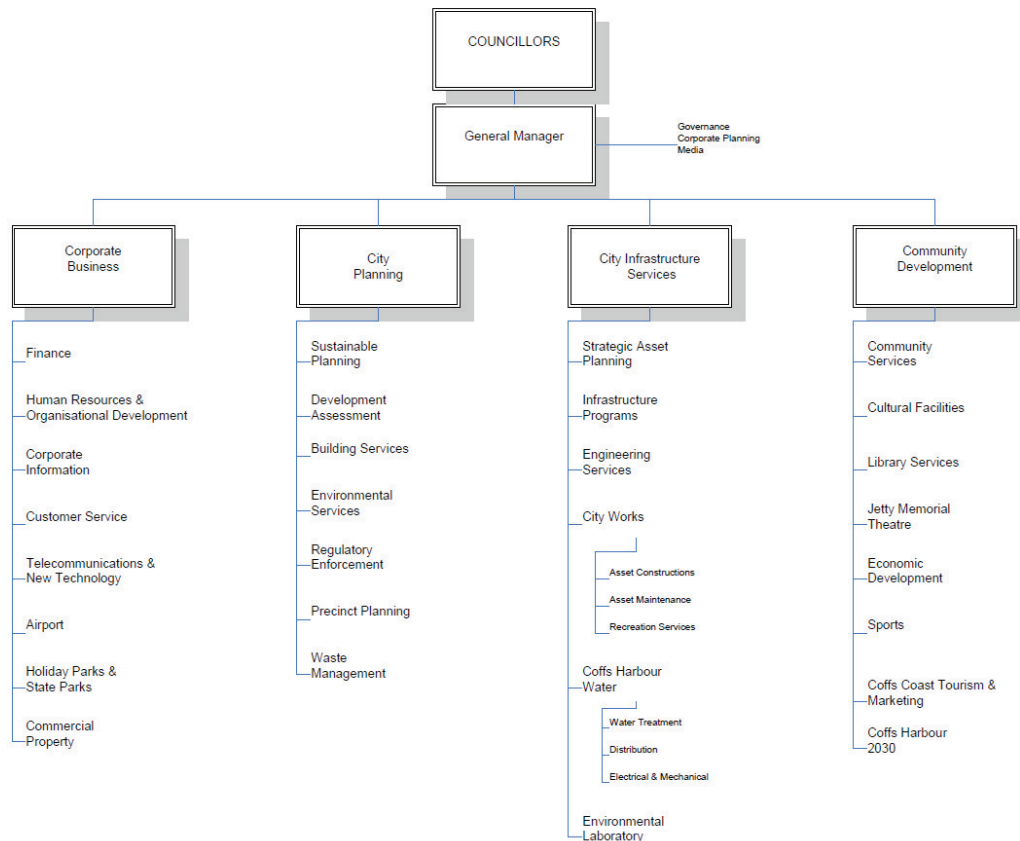 COUNCILLORS
General Manager
Governance
Corporate Planning
Media
Corporate
Business
Finance
Human Resources &
Organisational Development
Corporate
Information
Customer Service
Telecommunications &
New Technology
Airport
Holiday Parks &
State Parks
Commercial
Property
City
Planning
Sustainable
Planning
Development
Assessment
Building Services
Environmental
Services
Regulatory
Enforcement
Precinct Planning
Waste
Management
City Infrastructure
Services
Strategic Asset
Planning
Infrastructure
Programs
Engineering
Services
City Works
Asset Constructions
Asset Maintenance
Recreation Services
Coffs Harbour
Water
Water Treatment
Distribution
Electrical & Mechanical
Environmental
Laboratory
Community
Development
Community
Services
Cultural Facilities
Library Services
Jetty Memorial
Theatre
Economic
Development
Sports
Coffs Coast Tourism &
Marketing
Coffs Harbour
2030